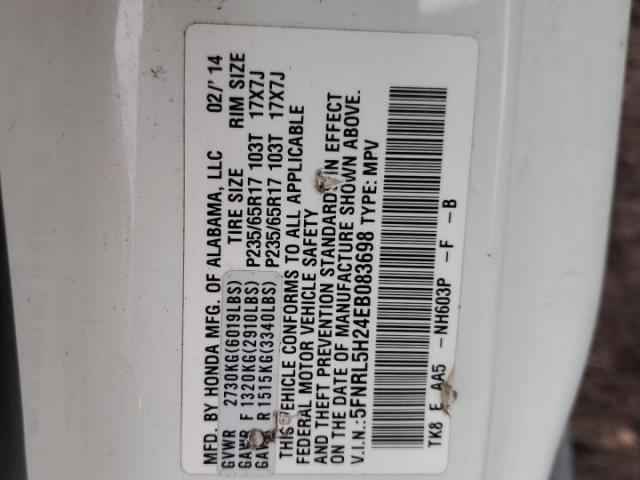 MFD. BY HONDA MFG. OF ALABAMA, LLC 02/'14
TIRE SIZE RIM SIZE
GVWR 2730KG(6019LBS)
GAWR F 1320KG(2910LBS) P235/65R17 103T 17X7J
GAWR R 1515KG(3340LBS) P235/65R17 103T 17X7J
THIS VEHICLE CONFORMS TO ALL APPLICABLE
FEDERAL MOTOR VEHICLE SAFETY
AND THEFT PREVENTION STANDARDS IN EFFECT
ON THE DATE OF MANUFACTURE SHOWN ABOVE.
V.I.N.:5FNRL5H24EB083698 TYPE: MPV
TK8 E AA5 -NH603P -F -B